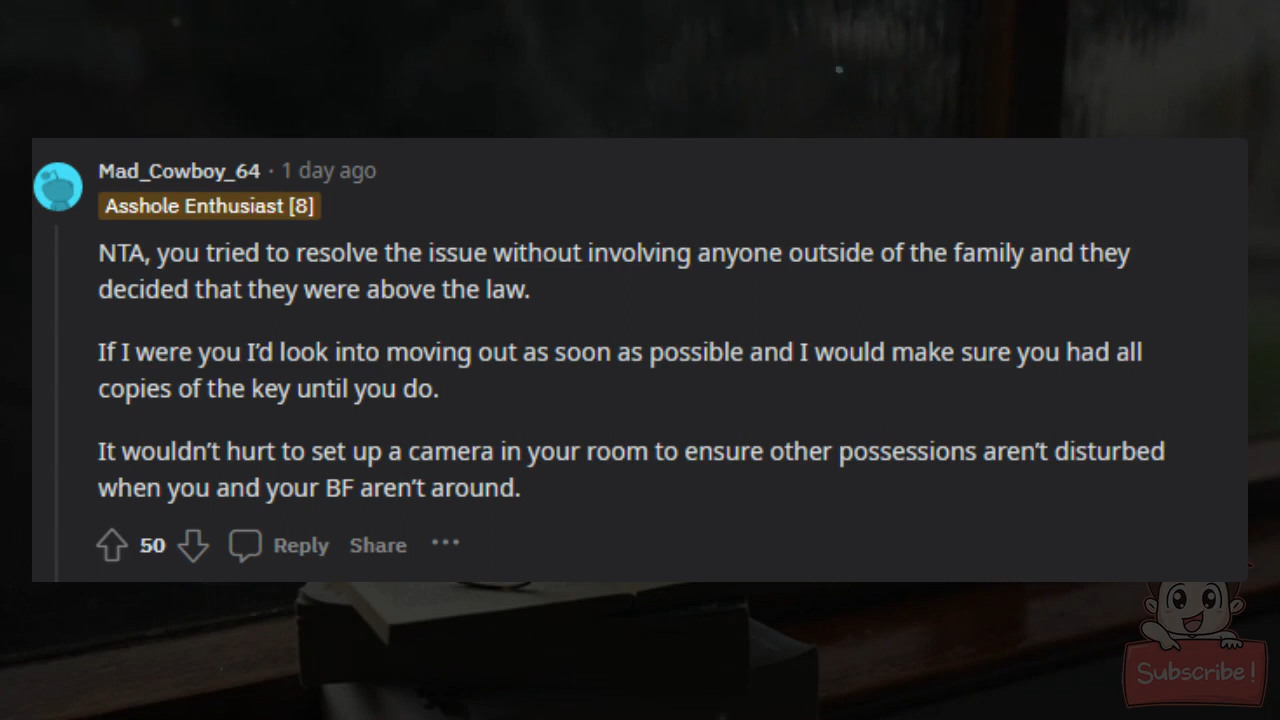 Mad_Cowboy_64 · 1 day ago
Asshole Enthusiast [8]
NTA, you tried to resolve the issue without involving anyone outside of the family and they
decided that they were above the law.
If I were you I’d look into moving out as soon as possible and I would make sure you had all
copies of the key until you do.
It wouldn’t hurt to set up a camera in your room to ensure other possessions aren’t disturbed
when you and your BF aren’t around.
50 Reply Share ···
Subscribe!